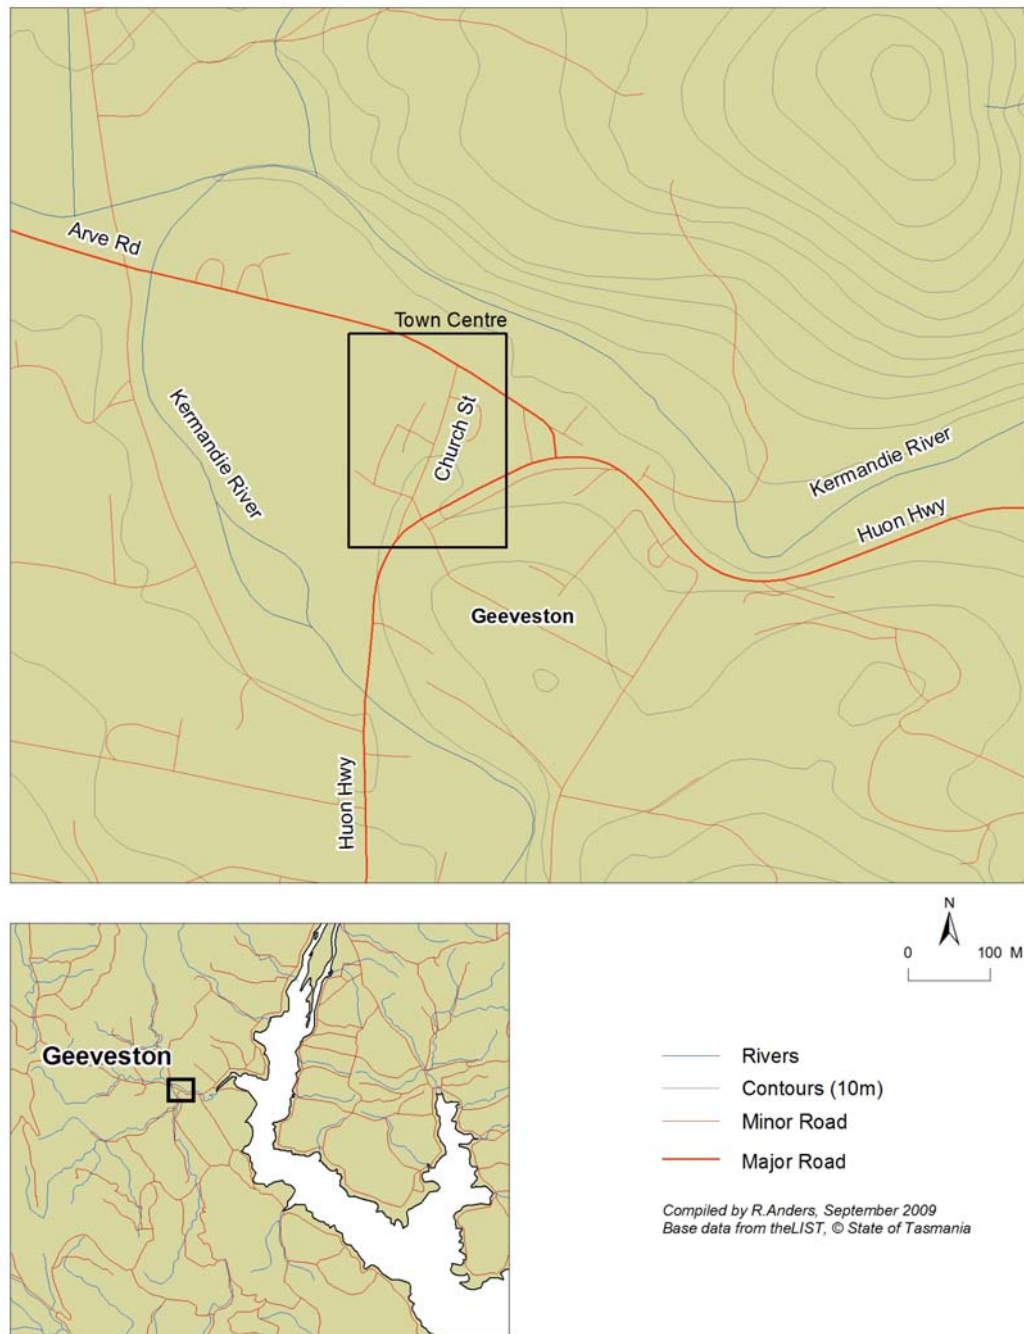 Arve Rd
Town Centre
Church St
Kermandie River
Kermandie River
Huon Hwy
Geeveston
Huon Hwy
N
0 100 M
Geeveston
Rivers
Contours (10m)
Minor Road
Major Road
Compiled by R.Anders, September 2009
Base data from theLIST, © State of Tasmania